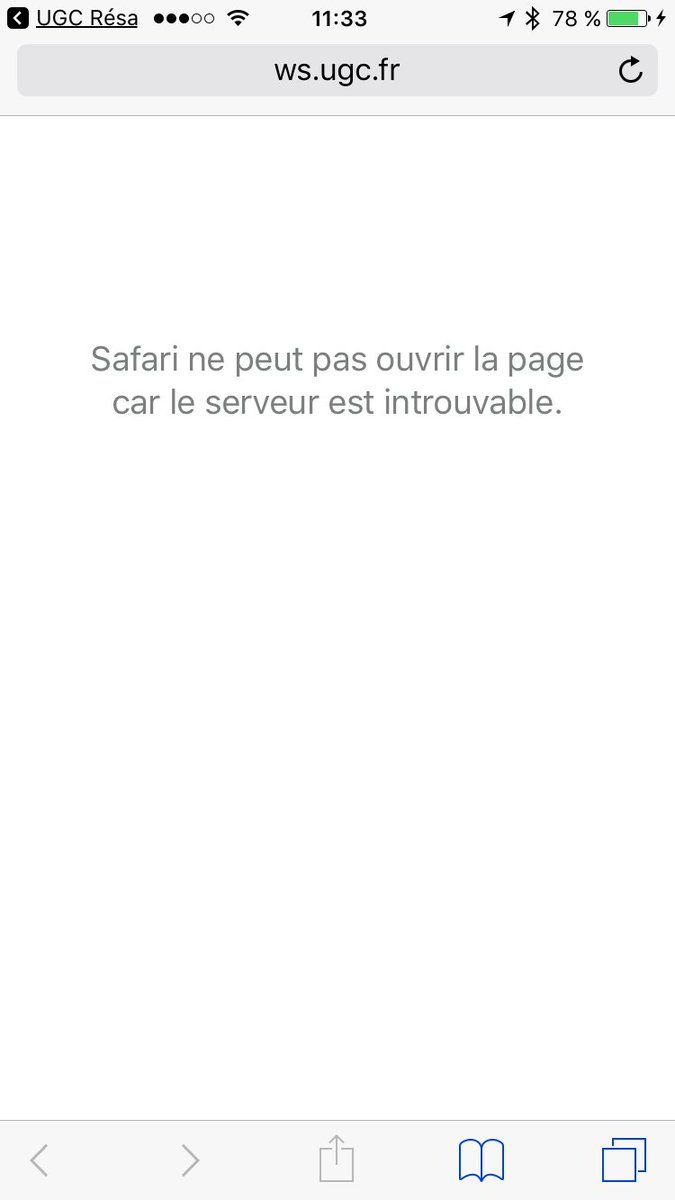 UGC Résa 11:33 78 %
ws.ugc.fr
Safari ne peut pas ouvrir la page
car le serveur est introuvable.